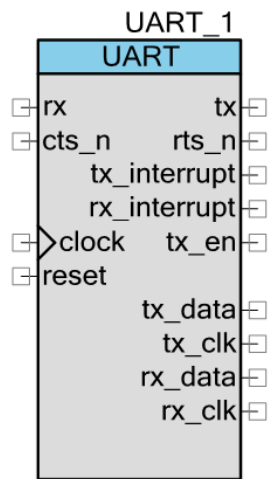 UART_1
UART
rx tx
cts_n rts_n
tx_interrupt
rx_interrupt
clock tx_en
reset
tx_data
tx_clk
rx_data
rx_clk